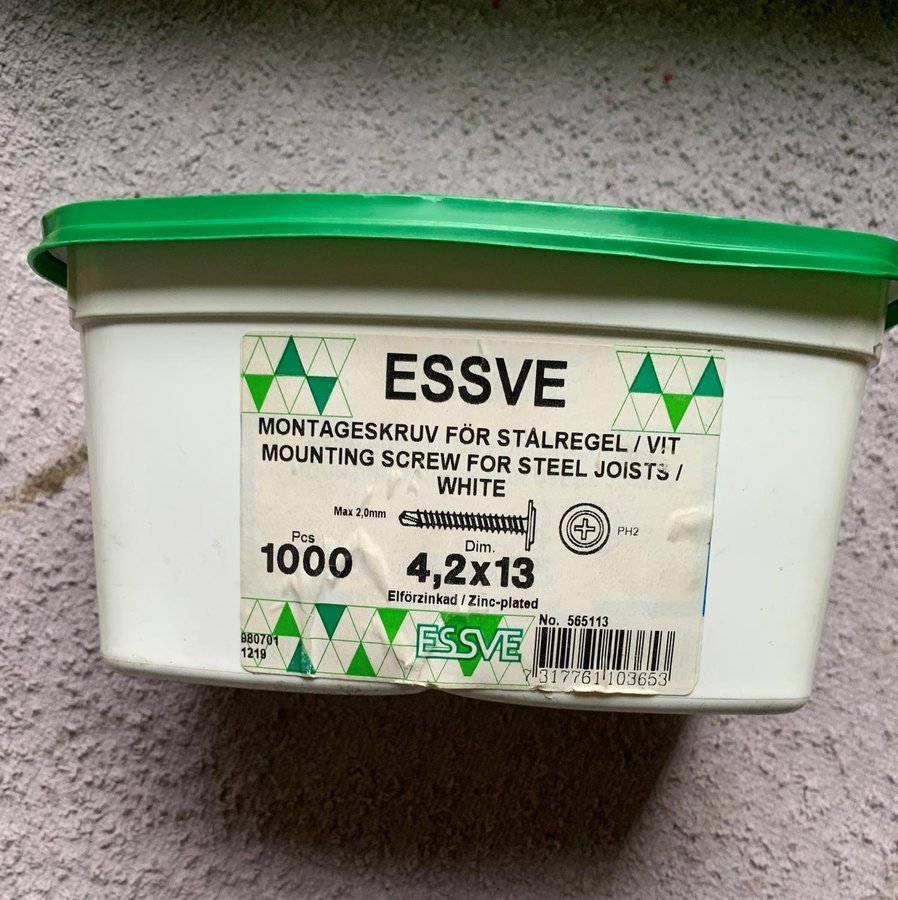 ESSVE
MONTAGESKRUV FÖR STÅLREGEL / VIT
MOUNTING SCREW FOR STEEL JOISTS /
WHITE
Max 2,0mm
PH2
Pcs
1000
Dim.
4,2x13
Elförzinkad / Zinc-plated
980701
1219
ESSVE
No. 565113
7 317761 103653